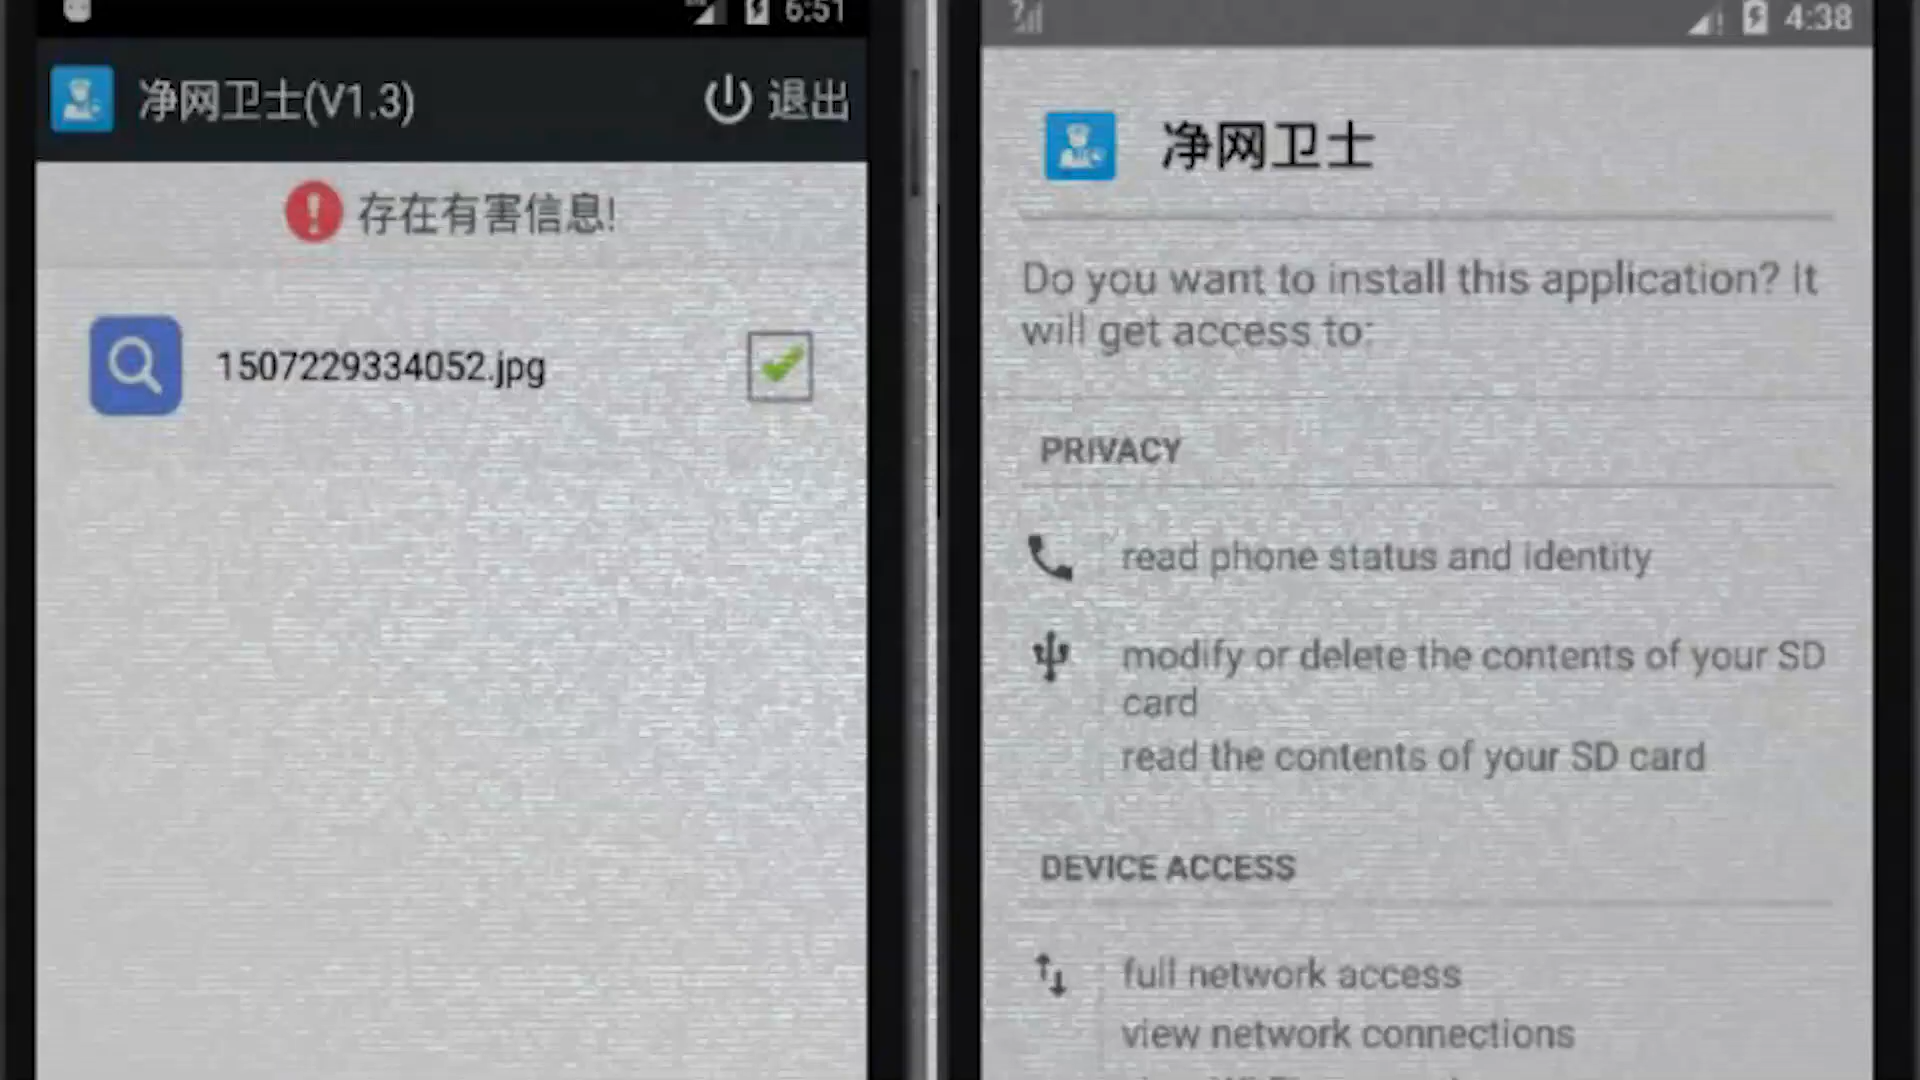 6:51
净网卫士(V1.3)
退出
存在有害信息!
1507229334052.jpg
4:38
净网卫士
Do you want to install this application? It
will get access to:
PRIVACY
read phone status and identity
modify or delete the contents of your SD
card
read the contents of your SD card
DEVICE ACCESS
full network access
view network connections